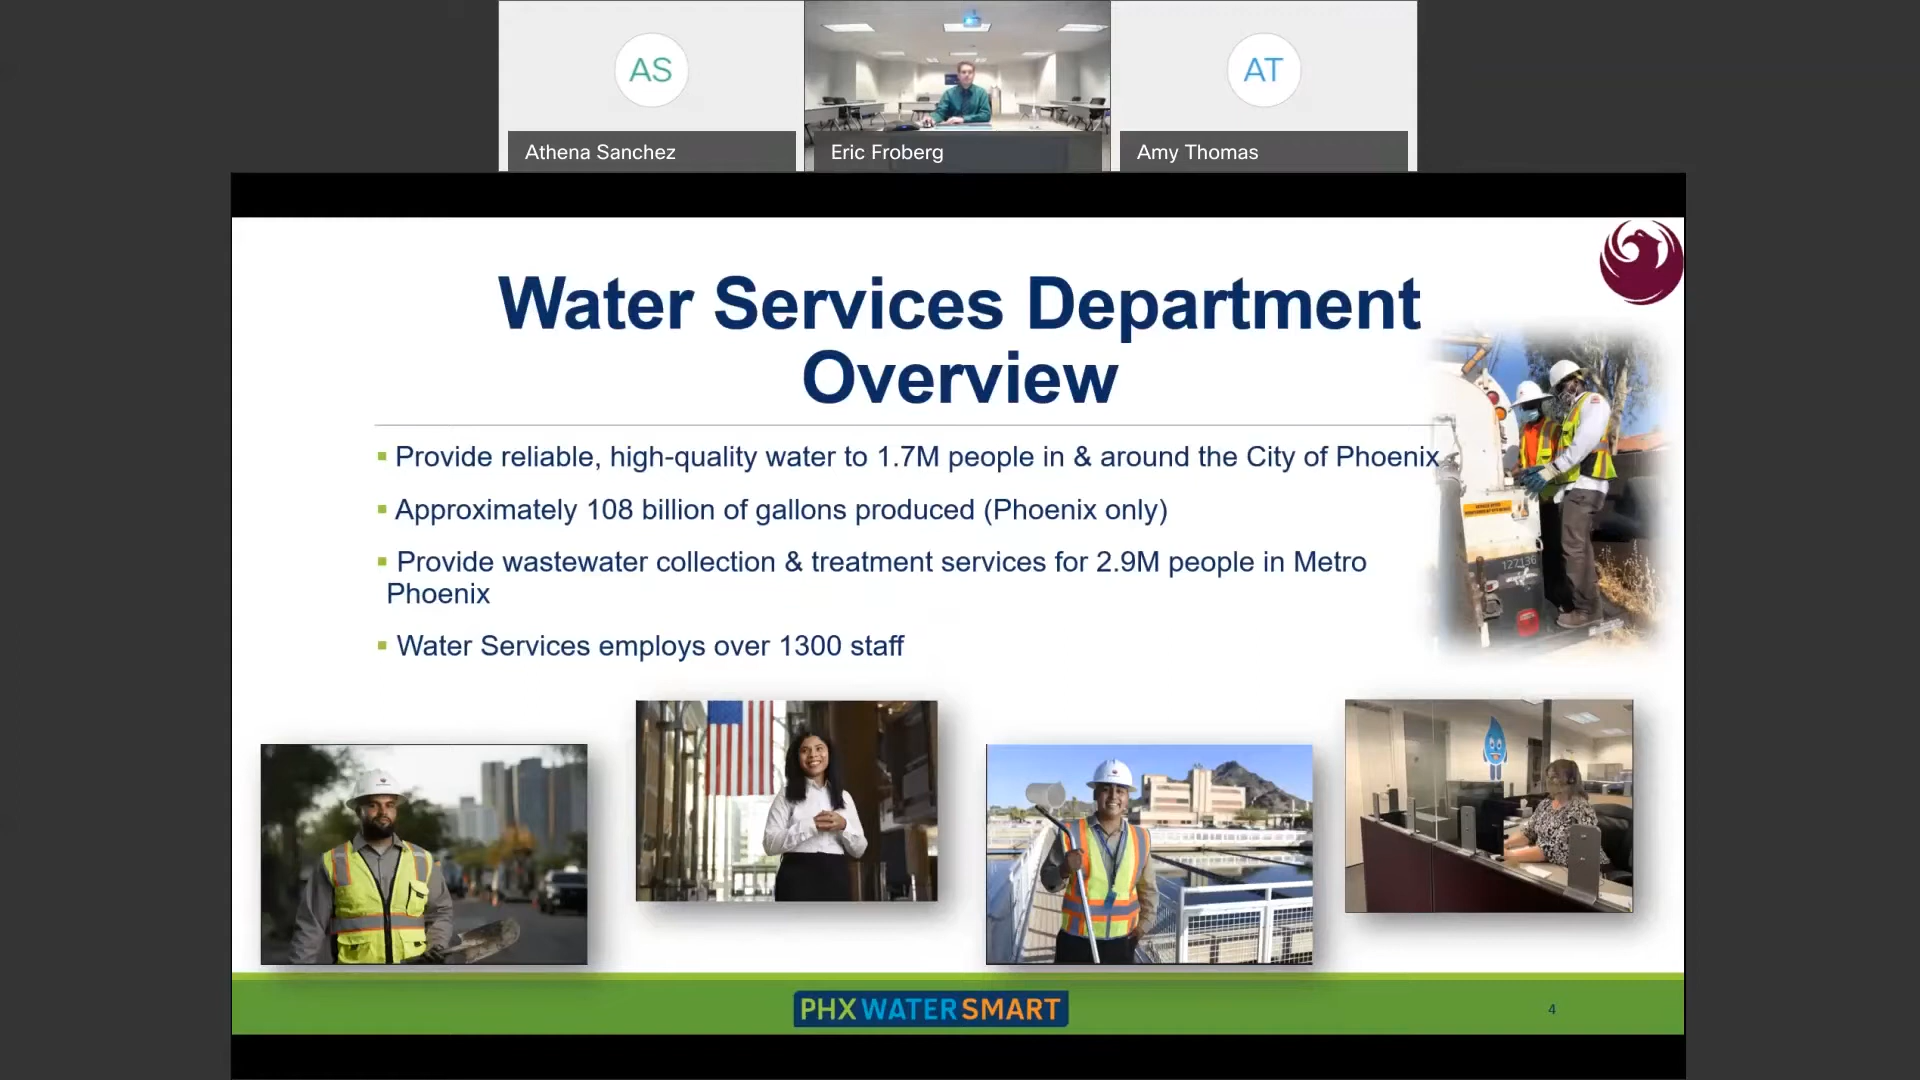 AS
AT
Athena Sanchez
Eric Froberg
Amy Thomas
Water Services Department
Overview
Provide reliable, high-quality water to 1.7M people in & around the City of Phoenix
Approximately 108 billion of gallons produced (Phoenix only)
Provide wastewater collection & treatment services for 2.9M people in Metro
Phoenix
Water Services employs over 1300 staff
127136
PHX WATER SMART
4